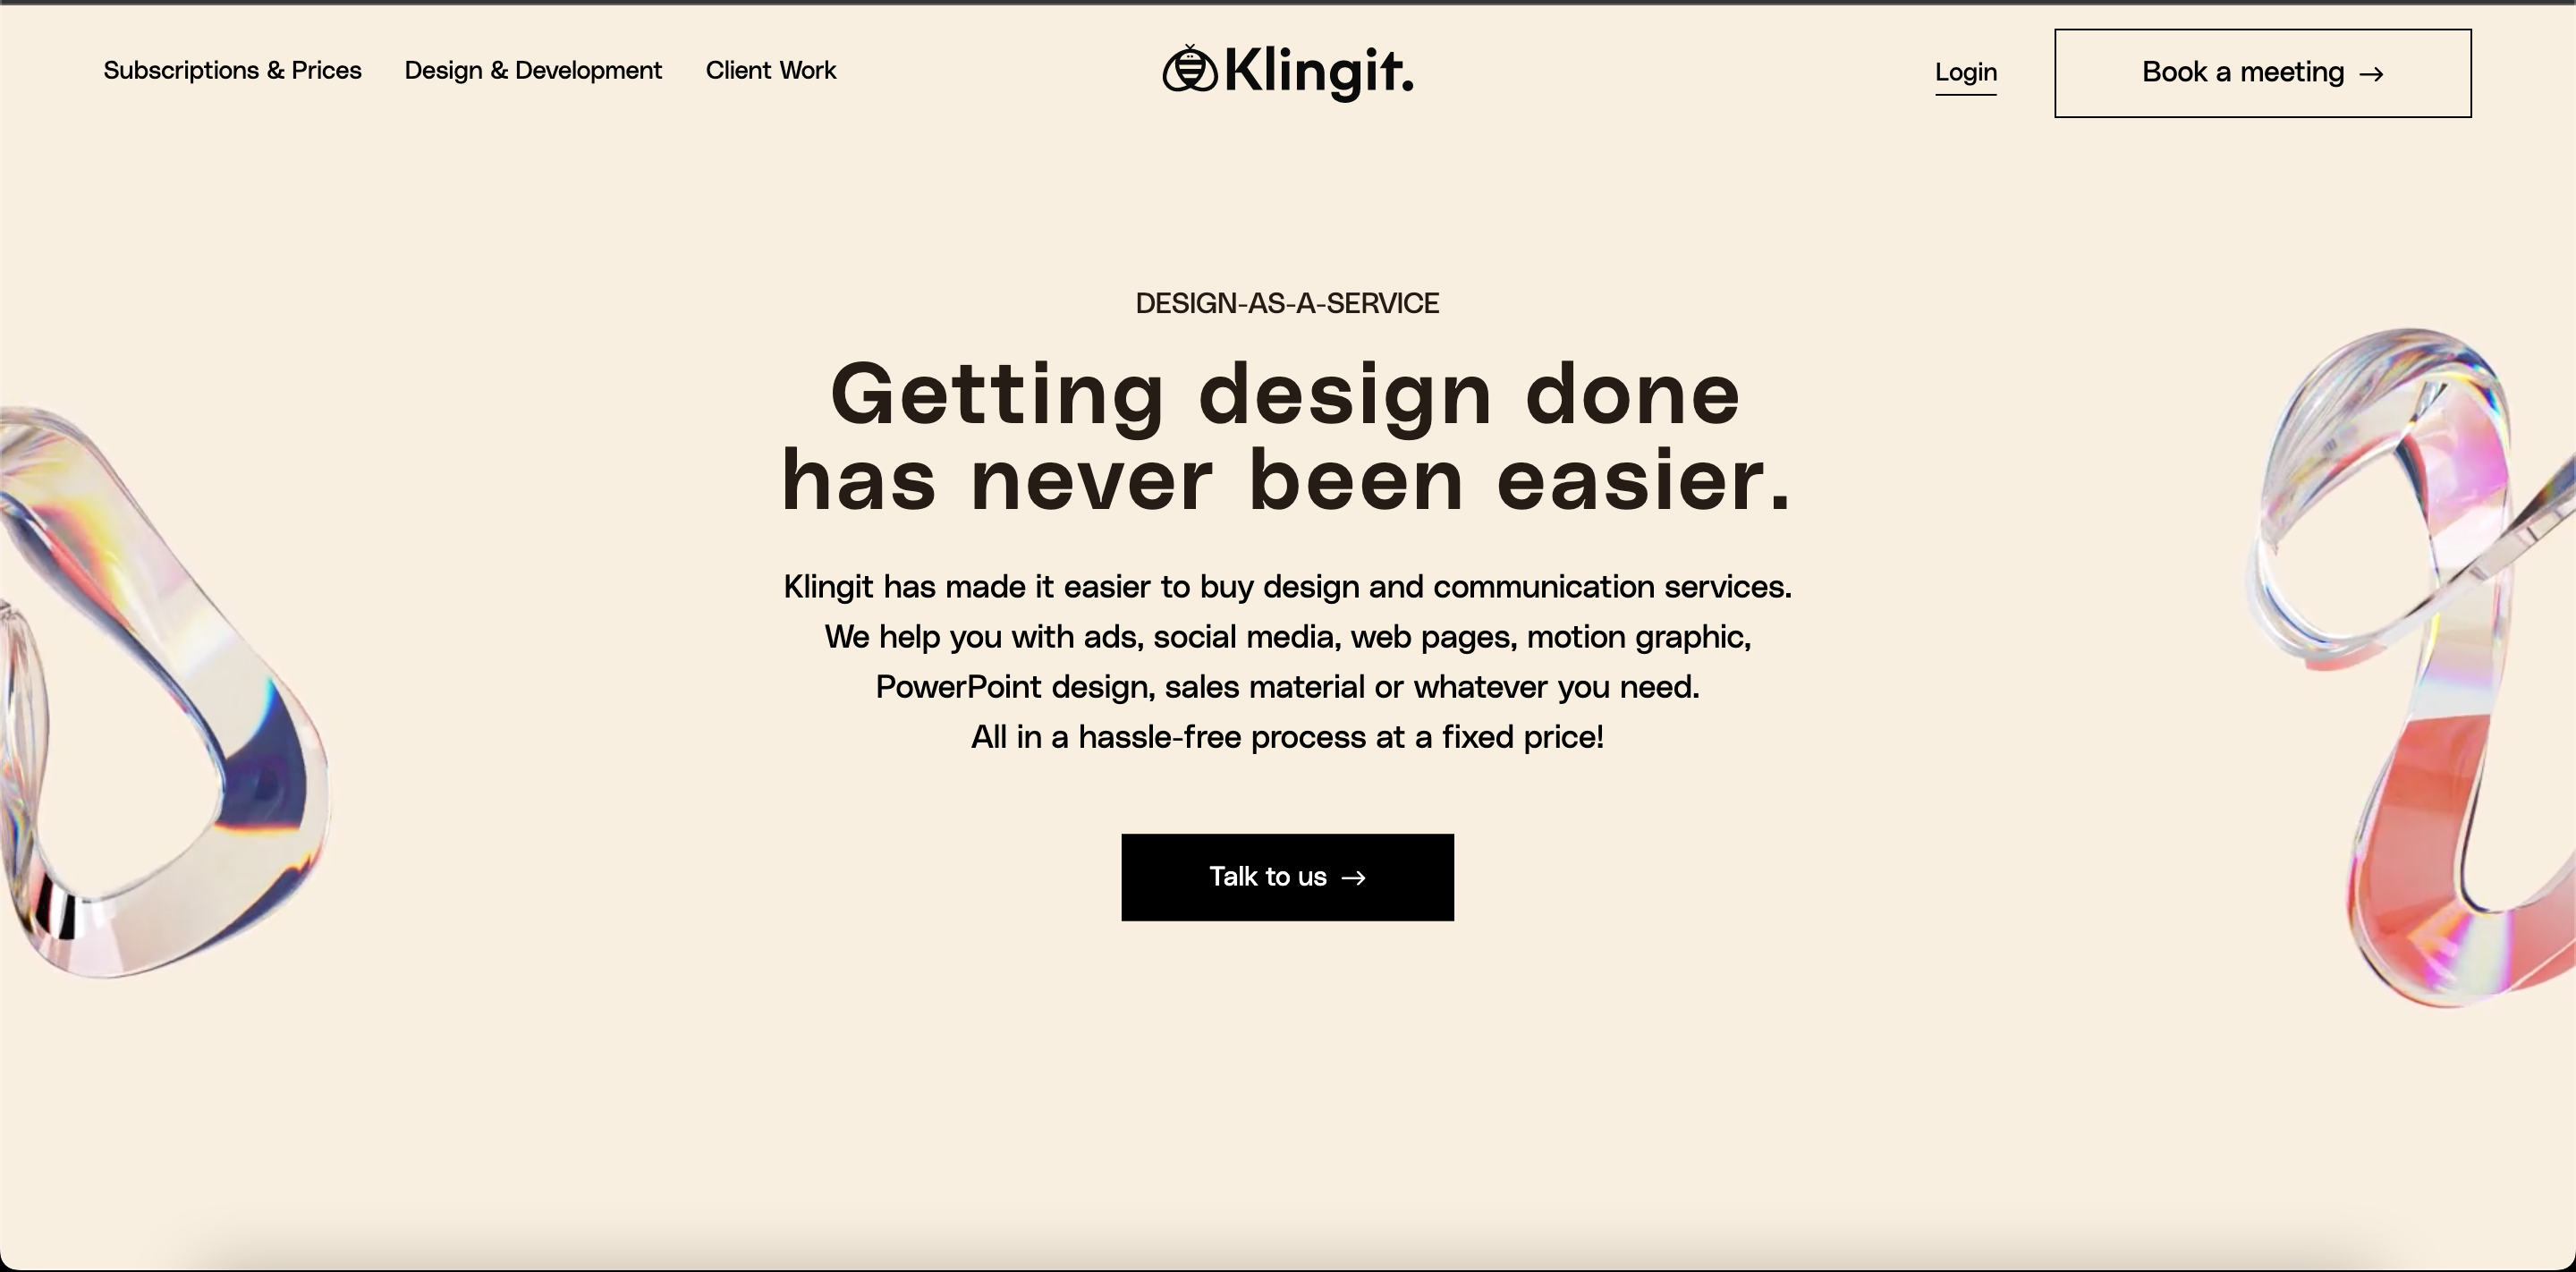 Subscriptions & Prices
Design & Development
Client Work
Klingit.
Login
Book a meeting →
DESIGN-AS-A-SERVICE
Getting design done
has never been easier.
Klingit has made it easier to buy design and communication services.
We help you with ads, social media, web pages, motion graphic,
PowerPoint design, sales material or whatever you need.
All in a hassle-free process at a fixed price!
Talk to us →